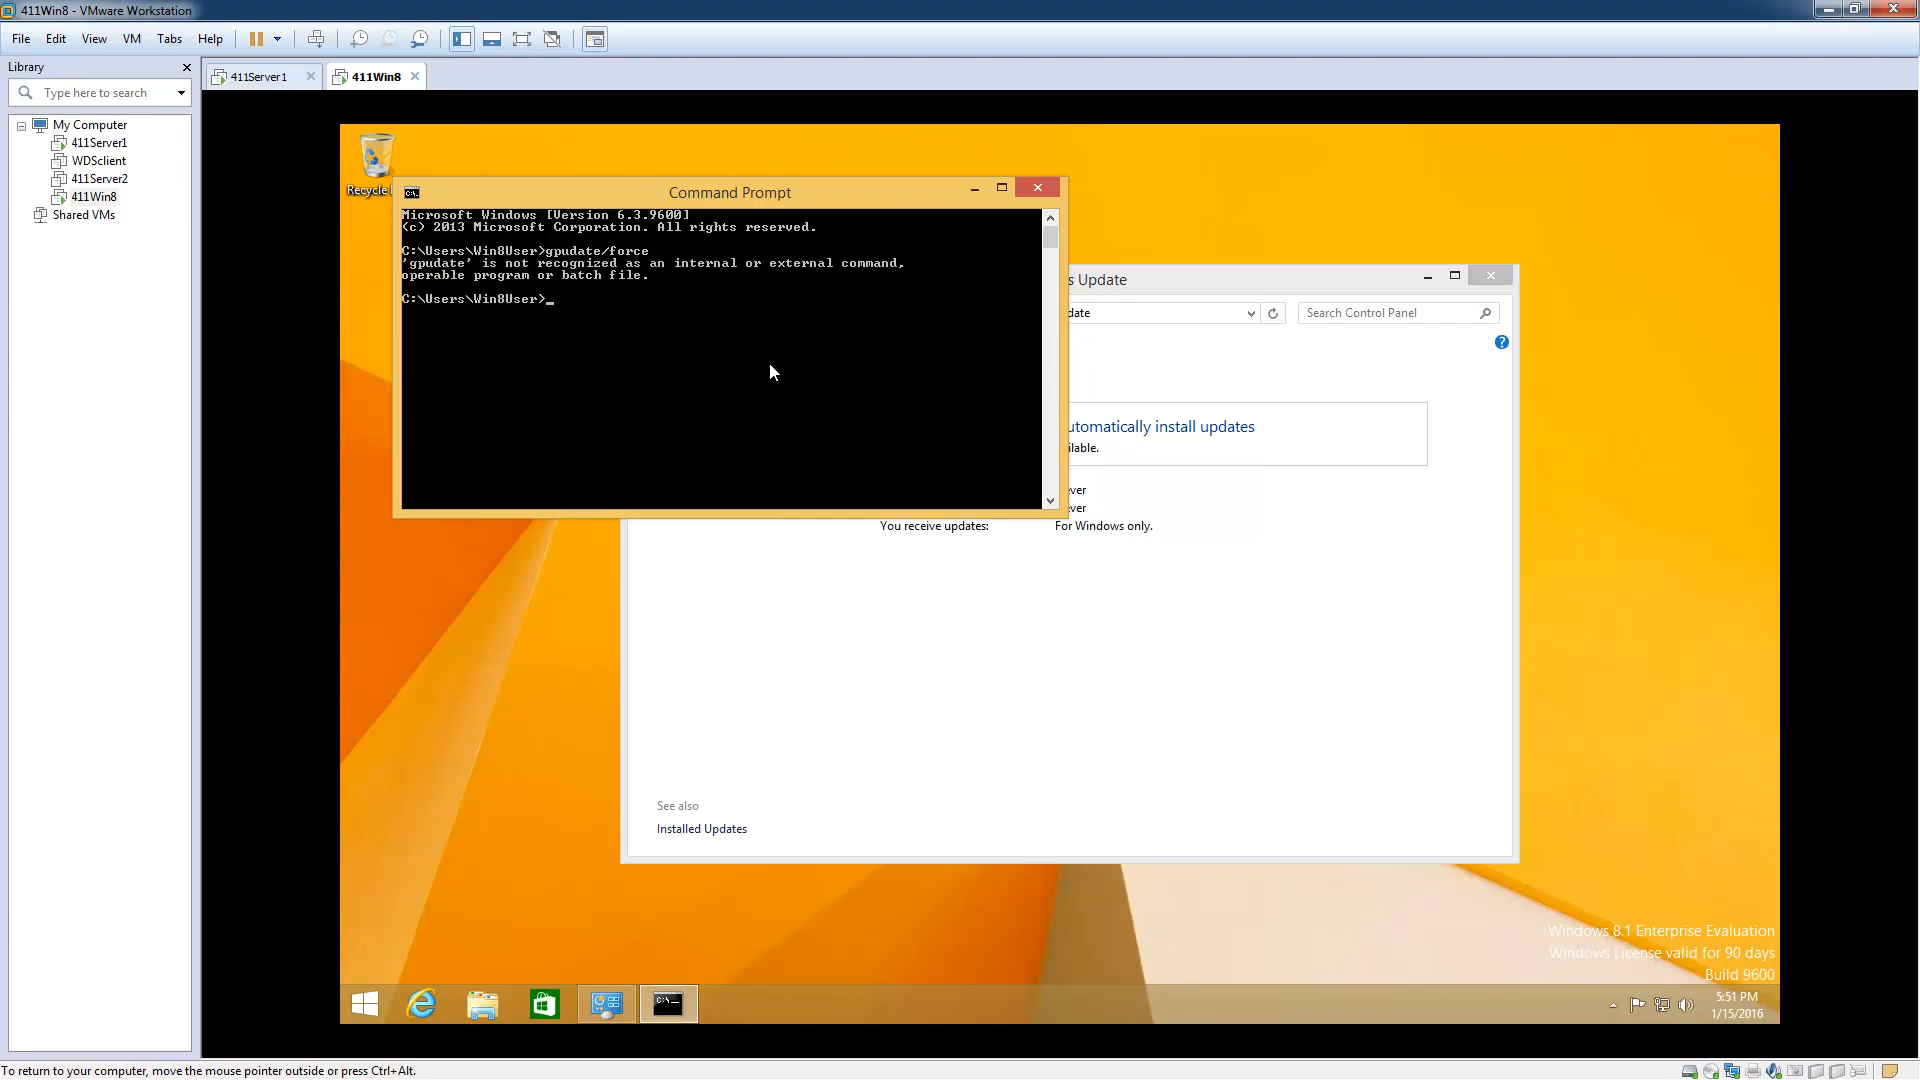 411Win8 - VMware Workstation
File Edit View VM Tabs Help
Library
Type here to search
My Computer
411Server1
WDSclient
411Server2
411Win8
Shared VMs
411Server1
411Win8
Recycle
Command Prompt
Microsoft Windows [Version 6.3.9600]
(c) 2013 Microsoft Corporation. All rights reserved.
C:\Users\Win8User>gpudate/force
'gpudate' is not recognized as an internal or external command,
operable program or batch file.
C:\Users\Win8User>_
s Update
date
Search Control Panel
utomatically install updates
ilable.
ever
ever
You receive updates: For Windows only.
See also
Installed Updates
Windows 8.1 Enterprise Evaluation
Windows License valid for 90 days
Build 9600
5:51 PM
1/15/2016
To return to your computer, move the mouse pointer outside or press Ctrl+Alt.